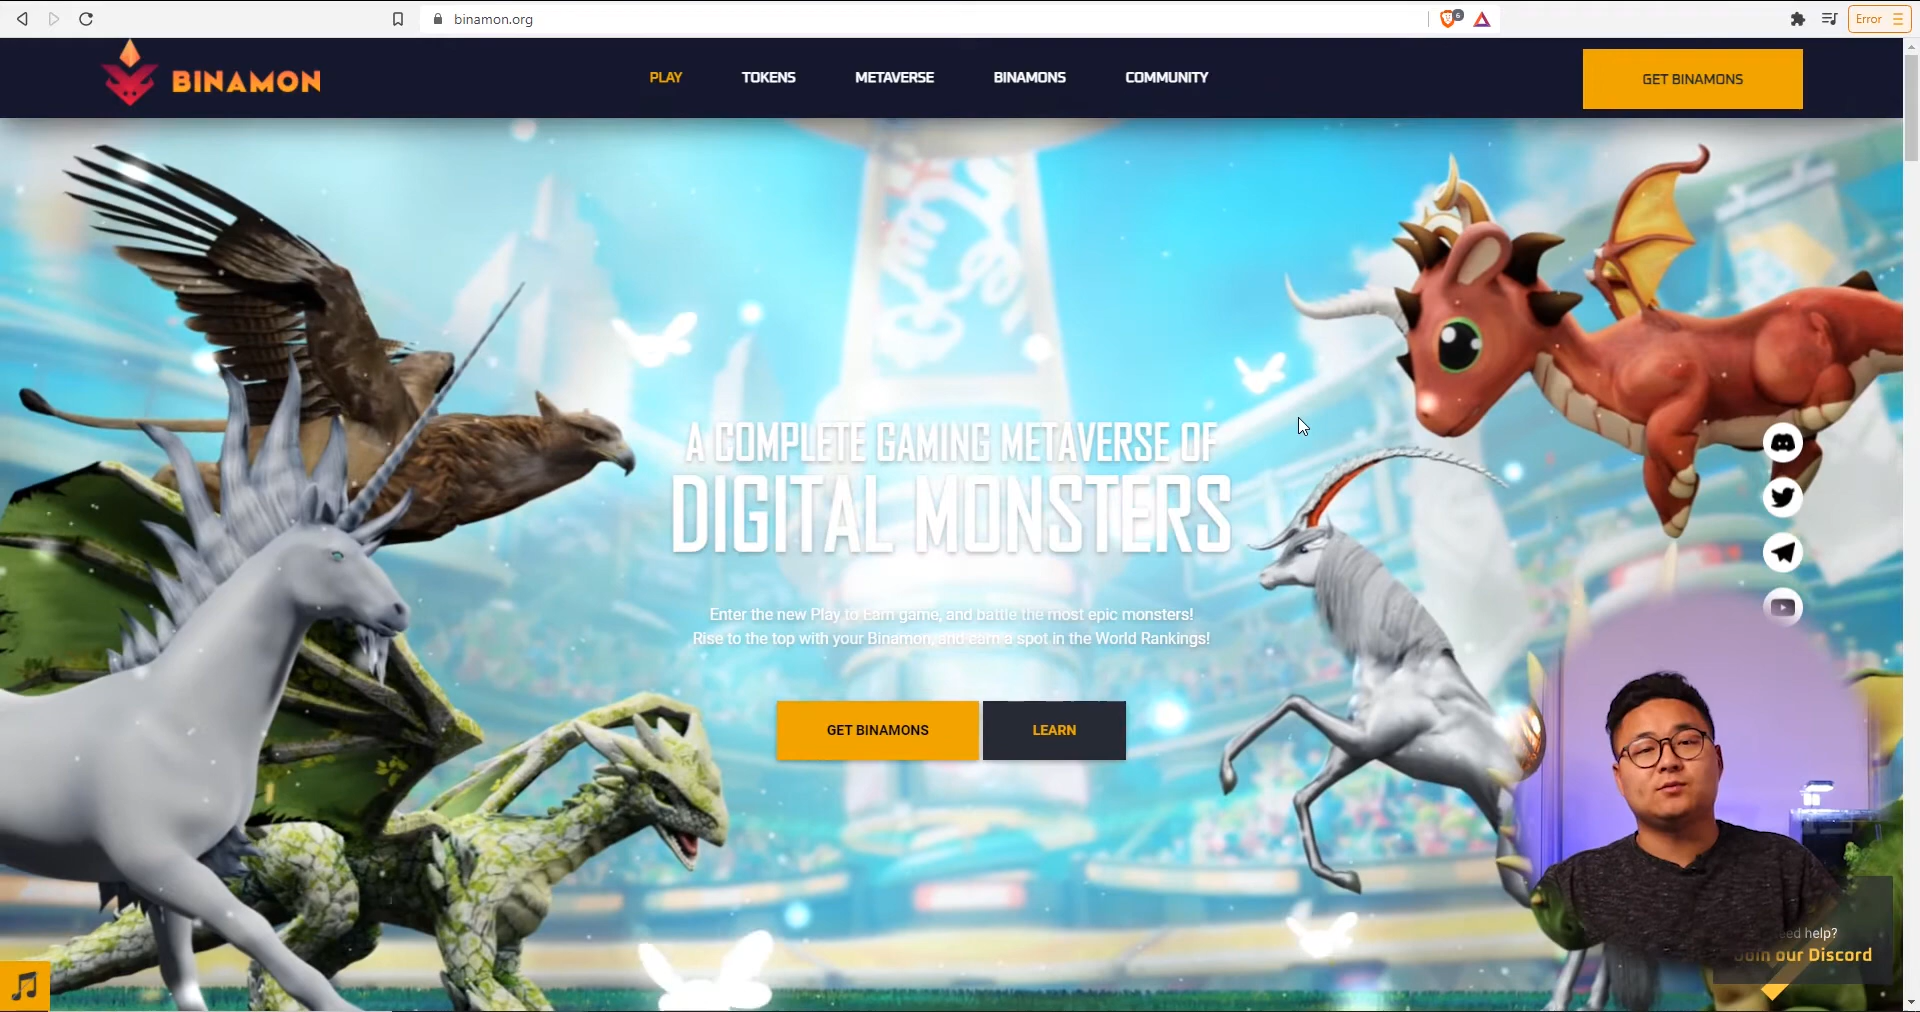 binamon.org
6
Error
BINAMON
PLAY
TOKENS
METAVERSE
BINAMONS
COMMUNITY
GET BINAMONS
A COMPLETE GAMING METAVERSE OF
DIGITAL MONSTERS
Enter the new Play to Earn game, and battle the most epic monsters!
Rise to the top with your Binamon, and earn a spot in the World Rankings!
GET BINAMONS
LEARN
help?
our Discord